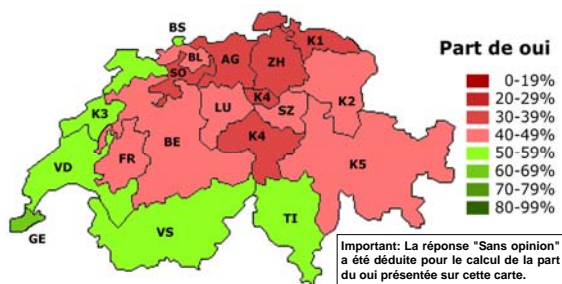 BS
BL
AG
ZH
K1
SO
K4
LU
SZ
K2
K3
K4
BE
FR
VD
K5
GE
VS
TI
Part de oui
0-19%
20-29%
30-39%
40-49%
50-59%
60-69%
70-79%
80-99%
Important: La réponse "Sans opinion"
a été déduite pour le calcul de la part
du oui présentée sur cette carte.